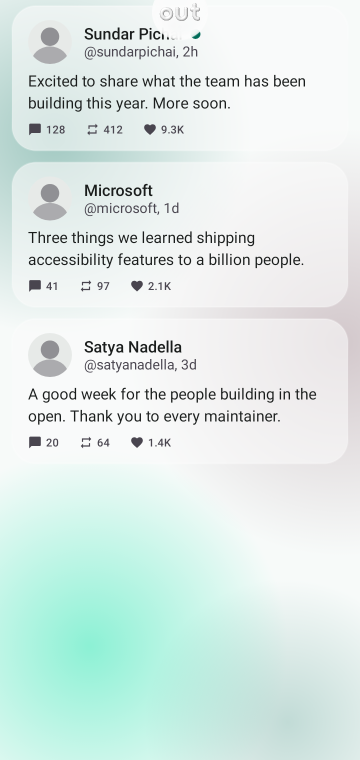 out
Sundar
@sundarpichai, 2h
Excited to share what the team has been
building this year. More soon.
128 412 9.3K
Microsoft
@microsoft, 1d
Three things we learned shipping
accessibility features to a billion people.
41 97 2.1K
Satya Nadella
@satyanadella, 3d
A good week for the people building in the
open. Thank you to every maintainer.
20 64 1.4K